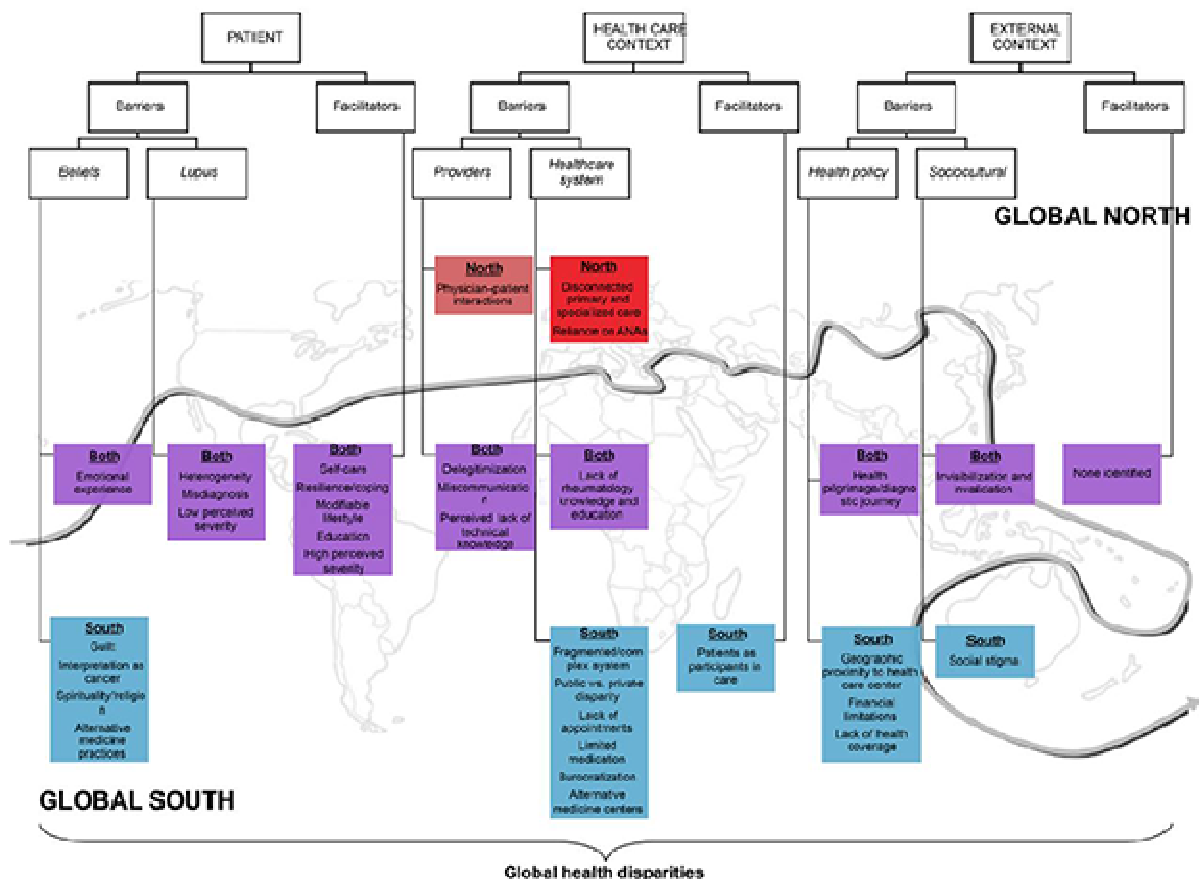 PATIENT
HEALTH CARE
CONTEXT
EXTERNAL
CONTEXT
Barriers
Facilitators
Barriers
Facilitators
Barriers
Facilitators
Beliefs
Lupus
Providers
Healthcare
system
Health policy
Sociocultural
GLOBAL NORTH
North
Physician-patient
interactions
North
Disconnected
primary and
specialized care
Reliance on ANAs
Both
Emotional
experience
Both
Heterogeneity
Misdiagnosis
Low perceived
severity
Both
Self-care
Resilience/coping
Modifiable
lifestyle
Education
High perceived
severity
Both
Delegitimization
Miscommunicatio
n
Perceived lack of
technical
knowledge
Both
Lack of
rheumatology
knowledge and
education
Both
Health
pilgrimage/diagno
stic journey
Both
Invisibilization and
None identified
South
Guilt
Interpretation as
cancer
Spirituality/religio
n
Alternative
medicine
practices
South
Fragmented/com
plex system
Public vs. private
disparity
Lack of
appointments
Limited
medication
Burocratization
Alternative
medicine centers
South
Patients as
participants in
care
South
Geographic
proximity to health
care center
Financial
limitations
Lack of health
coverage
South
Social stigma
GLOBAL SOUTH
Global health disparities